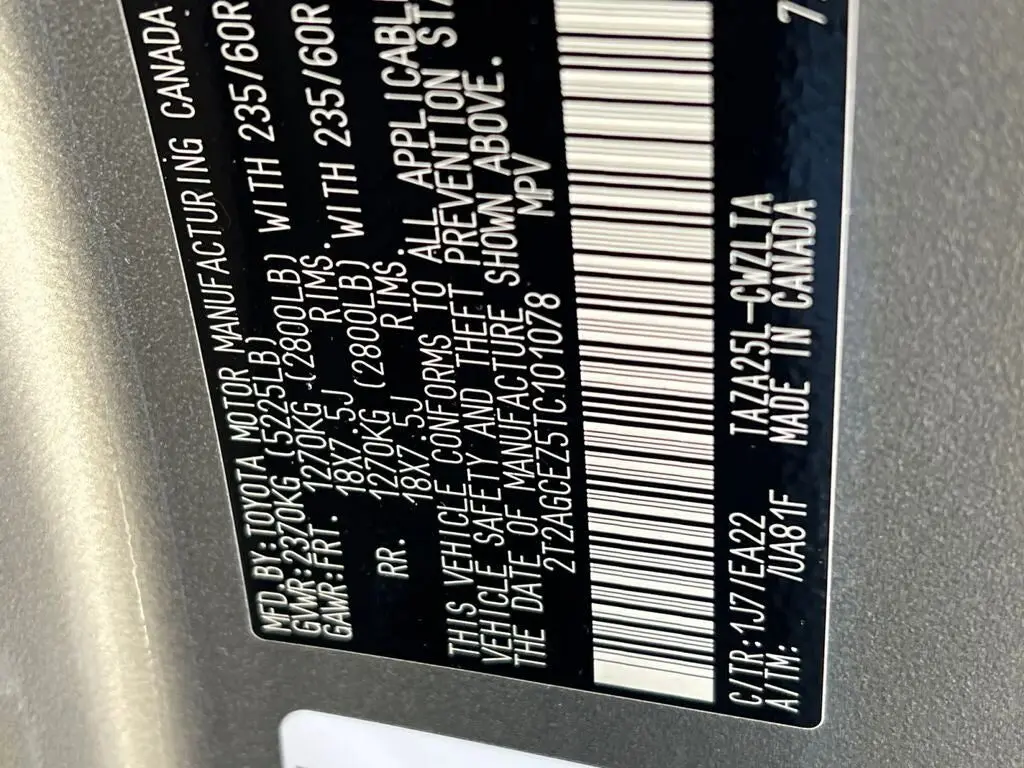 MFD.BY:TOYOTA MOTOR MANUFACTURING CANADA
GVWR:2370KG (5225LB)
GAWR:FRT. 1270KG (2800LB) WITH 235/60R
18X7.5J RIMS.
RR. 1270KG (2800LB) WITH 235/60R
18X7.5J RIMS.
THIS VEHICLE CONFORMS TO ALL APPLICABL
VEHICLE SAFETY AND THEFT PREVENTION STA
THE DATE OF MANUFACTURE SHOWN ABOVE.
2T2AGCEZ5TC101078 MPV
C/TR:1J7/EA22 TAZA25L-CWZLTA
A/TM: /UA81F MADE IN CANADA